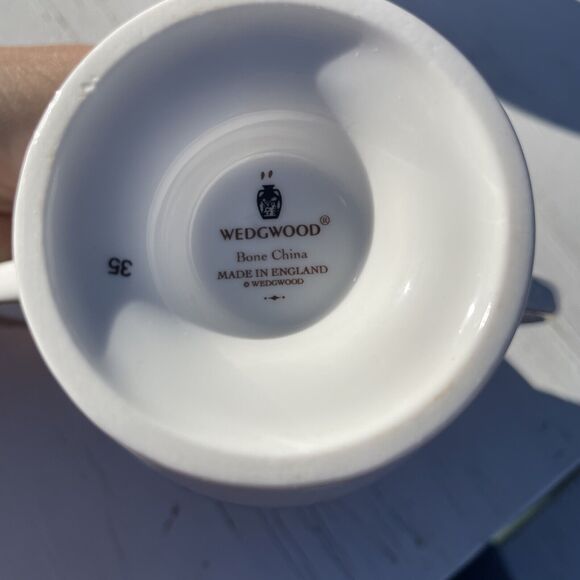 WEDGWOOD®
Bone China
MADE IN ENGLAND
© WEDGWOOD
35